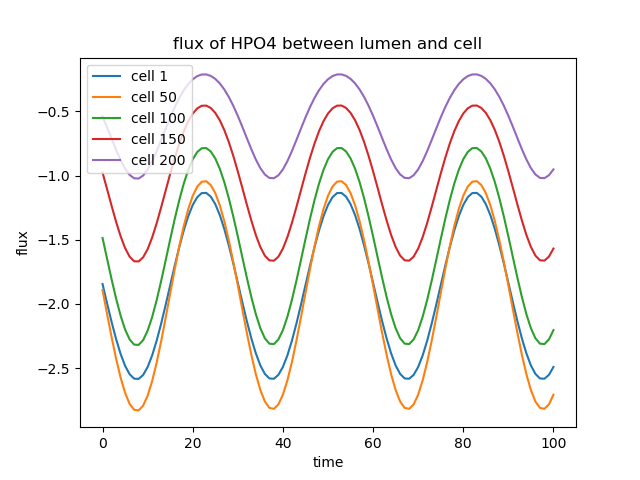 flux of HPO4 between lumen and cell
cell 1
cell 50
cell 100
cell 150
cell 200
−0.5
−1.0
−1.5
−2.0
−2.5
flux
0 20 40 60 80 100
time